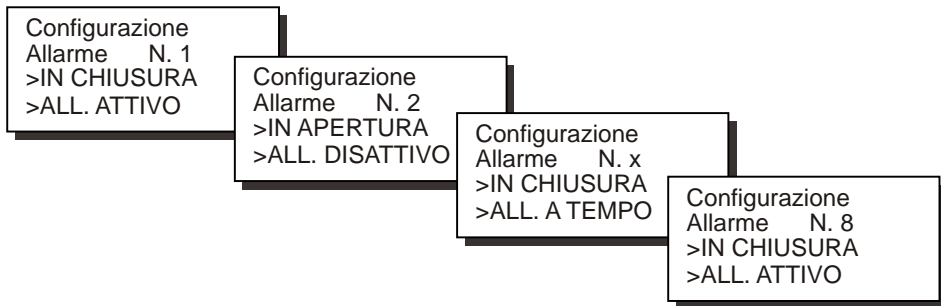 Configurazione
Allarme N. 1
>IN CHIUSURA
>ALL. ATTIVO
Configurazione
Allarme N. 2
>IN APERTURA
>ALL. DISATTIVO
Configurazione
Allarme N. x
>IN CHIUSURA
>ALL. A TEMPO
Configurazione
Allarme N. 8
>IN CHIUSURA
>ALL. ATTIVO